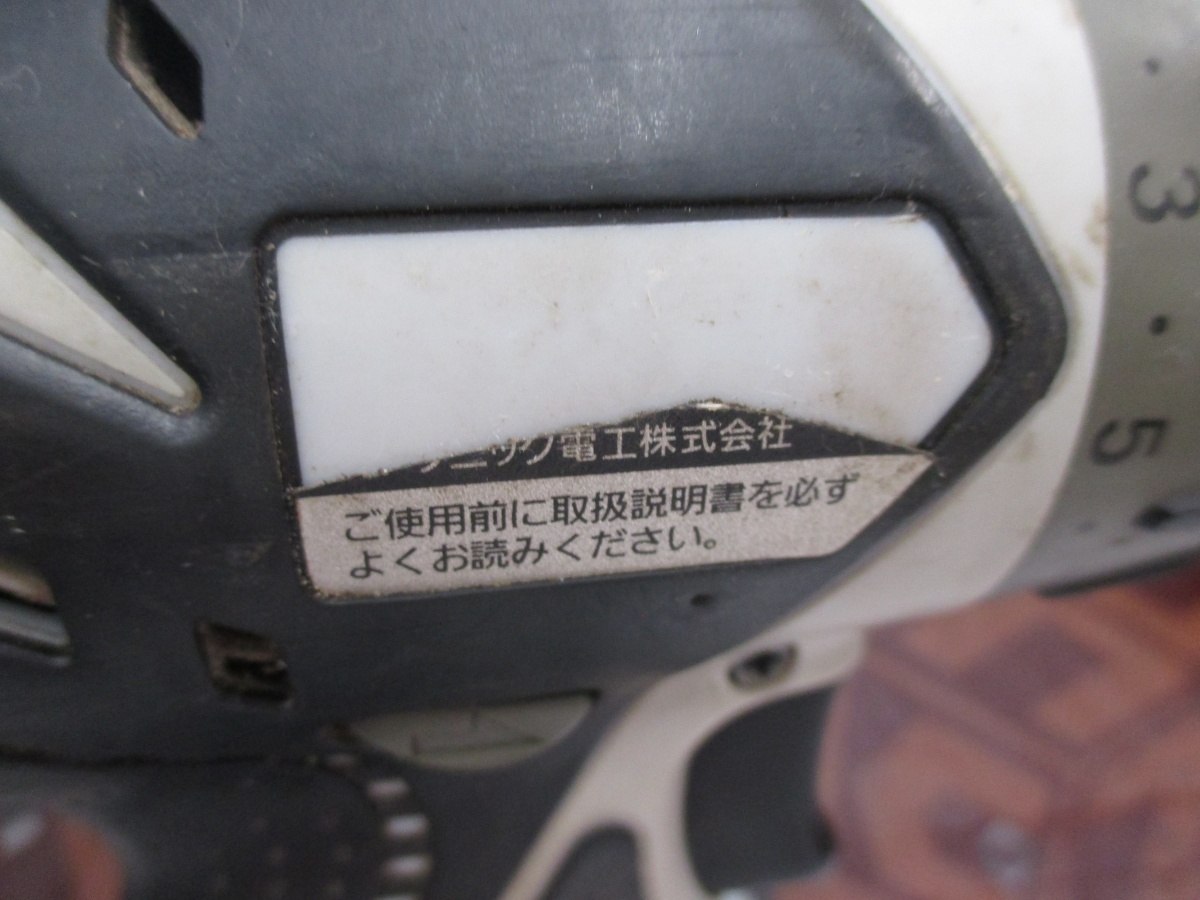 ニック電工株式会社
ご使用前に取扱説明書を必ず
よくお読みください。
3
5